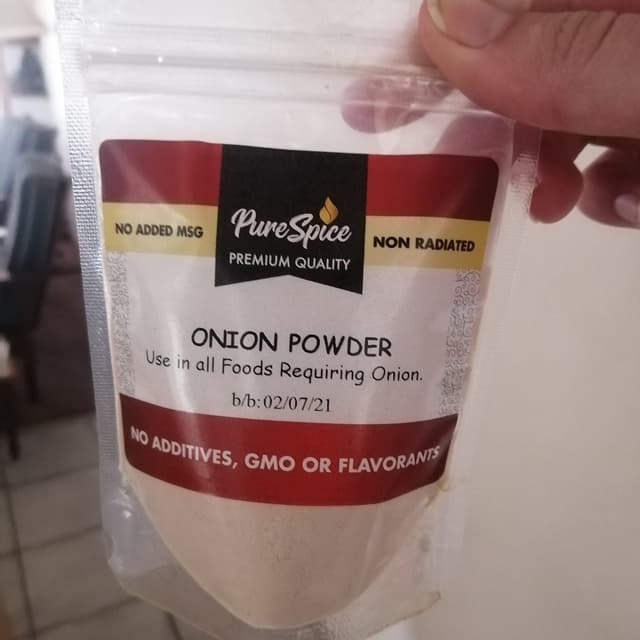 NO ADDED MSG
PureSpice
PREMIUM QUALITY
NON RADIATED
ONION POWDER
Use in all Foods Requiring Onion.
b/b: 02/07/21
NO ADDITIVES, GMO OR FLAVORANTS